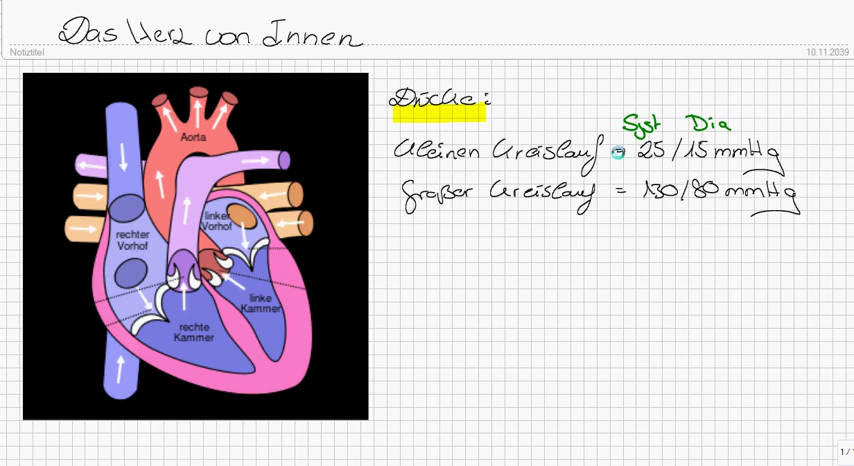 Das Herz von Innen
Notiztitel
10.11.2039
Aorta
linker
Vorhof
rechter
Vorhof
linke
Kammer
rechte
Kammer
Drücke:
Syst Dia
kleinen Kreislauf = 25/15 mmHg
großer Kreislauf = 130/80 mmHg
1/1